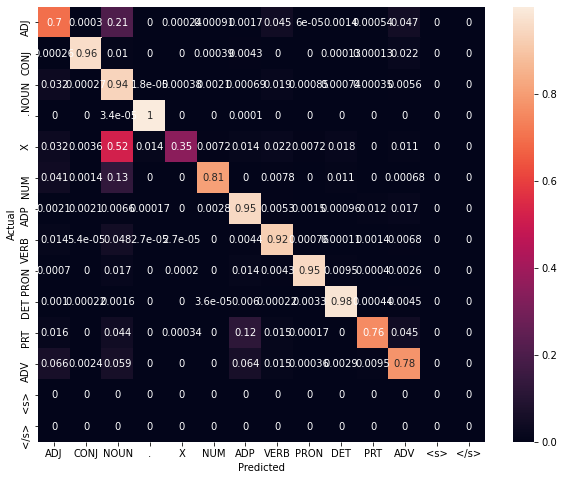 ADJ 0.7 0.0003 0.21 0 0.00024 0.00091 0.0017 0.045 6e-05 0.0014 0.00054 0.047 0 0
CONJ 0.00026 0.96 0.01 0 0 0.00039 0.0043 0 0 0.00013 0.00013 0.022 0 0
NOUN 0.032 0.00027 0.94 1.8e-05 0.00038 0.0021 0.00069 0.019 0.00085 0.00074 0.00035 0.0056 0 0
. 0 0 3.4e-05 1 0 0 0.0001 0 0 0 0 0 0 0
X 0.032 0.0036 0.52 0.014 0.35 0.0072 0.014 0.022 0.0072 0.018 0 0.011 0 0
NUM 0.041 0.0014 0.13 0 0 0.81 0 0.0078 0 0.011 0 0.00068 0 0
ADP 0.0021 0.0021 0.0066 0.00017 0 0.0028 0.95 0.0053 0.0015 0.00096 0.012 0.017 0 0
VERB 0.014 5.4e-05 0.048 2.7e-05 2.7e-05 0 0.0044 0.92 0.00076 0.00011 0.0014 0.0068 0 0
PRON 0.0007 0 0.017 0 0.0002 0 0.014 0.0043 0.95 0.0095 0.0004 0.0026 0 0
DET 0.001 0.00022 0.0016 0 0 3.6e-05 0.006 0.00022 0.0033 0.98 0.00044 0.0045 0 0
PRT 0.016 0 0.044 0 0.00034 0 0.12 0.015 0.00017 0 0.76 0.045 0 0
ADV 0.066 0.0024 0.059 0 0 0 0.064 0.015 0.00036 0.0029 0.0095 0.78 0 0
<s> 0 0 0 0 0 0 0 0 0 0 0 0 0 0
</s> 0 0 0 0 0 0 0 0 0 0 0 0 0 0
ADJ CONJ NOUN . X NUM ADP VERB PRON DET PRT ADV <s> </s>
Predicted
Actual
0.8
0.6
0.4
0.2
0.0